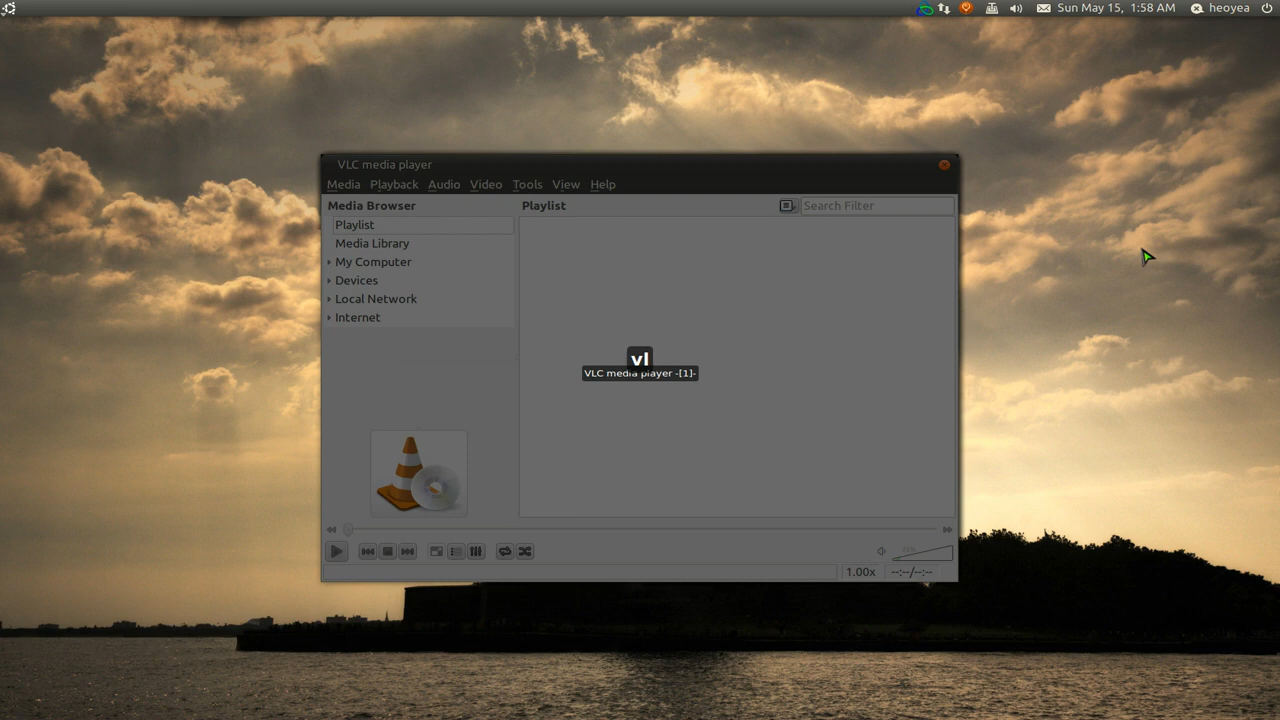 Sun May 15, 1:58 AM heoyea
VLC media player
Media Playback Audio Video Tools View Help
Media Browser Playlist Search Filter
Playlist
Media Library
My Computer
Devices
Local Network
Internet
vl
VLC media player -[1]-
1.00x --:--/--:--